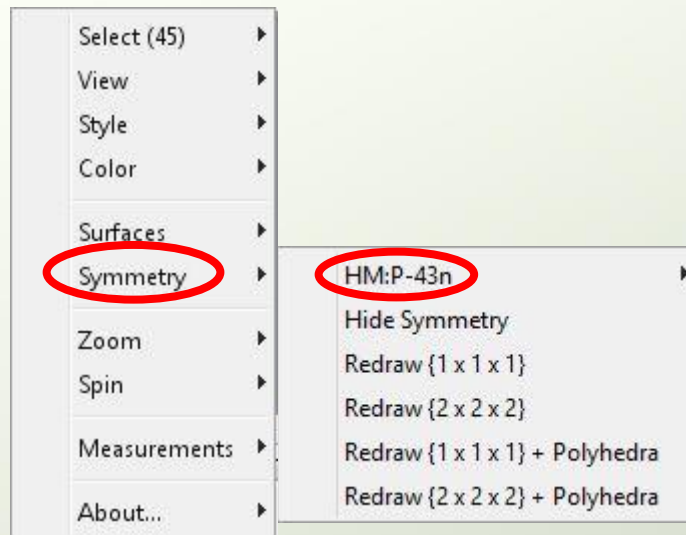 Select (45)
View
Style
Color
Surfaces
Symmetry
Zoom
Spin
Measurements
About...
HM:P-43n
Hide Symmetry
Redraw {1 x 1 x 1}
Redraw {2 x 2 x 2}
Redraw {1 x 1 x 1} + Polyhedra
Redraw {2 x 2 x 2} + Polyhedra